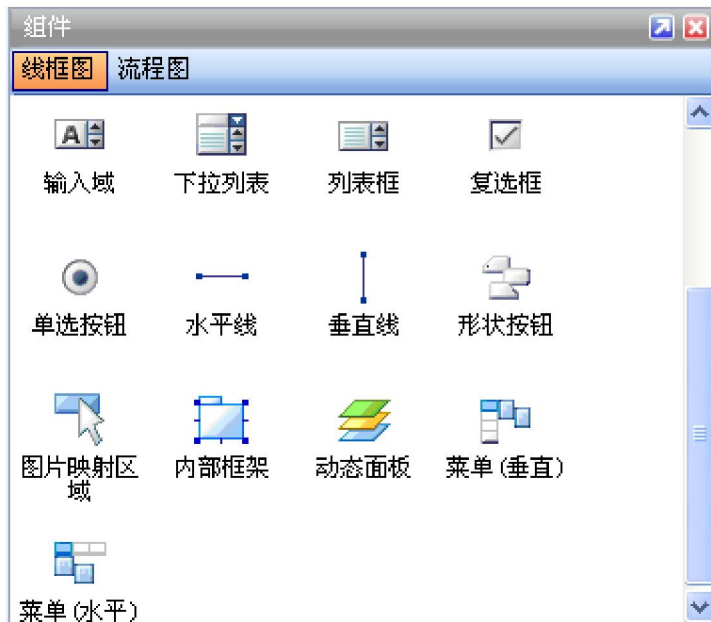 组件
线框图 流程图
输入域 下拉列表 列表框 复选框
单选按钮 水平线 垂直线 形状按钮
图片映射区域 内部框架 动态面板 菜单(垂直)
菜单(水平)